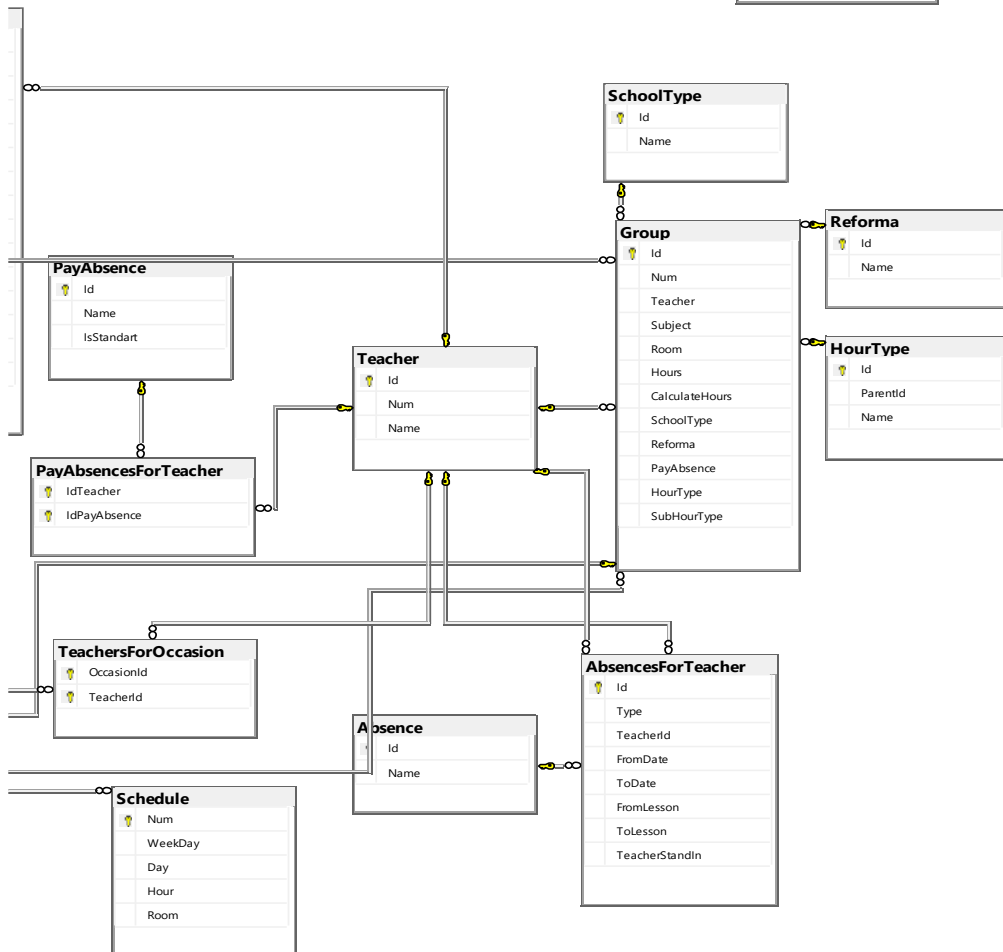 SchoolType
Id
Name
Group
Id
Num
Teacher
Subject
Room
Hours
CalculateHours
SchoolType
Reforma
PayAbsence
HourType
SubHourType
Reforma
Id
Name
HourType
Id
ParentId
Name
PayAbsence
Id
Name
IsStandart
Teacher
Id
Num
Name
PayAbsencesForTeacher
IdTeacher
IdPayAbsence
TeachersForOccasion
OccasionId
TeacherId
Absence
Id
Name
AbsencesForTeacher
Id
Type
TeacherId
FromDate
ToDate
FromLesson
ToLesson
TeacherStandIn
Schedule
Num
WeekDay
Day
Hour
Room